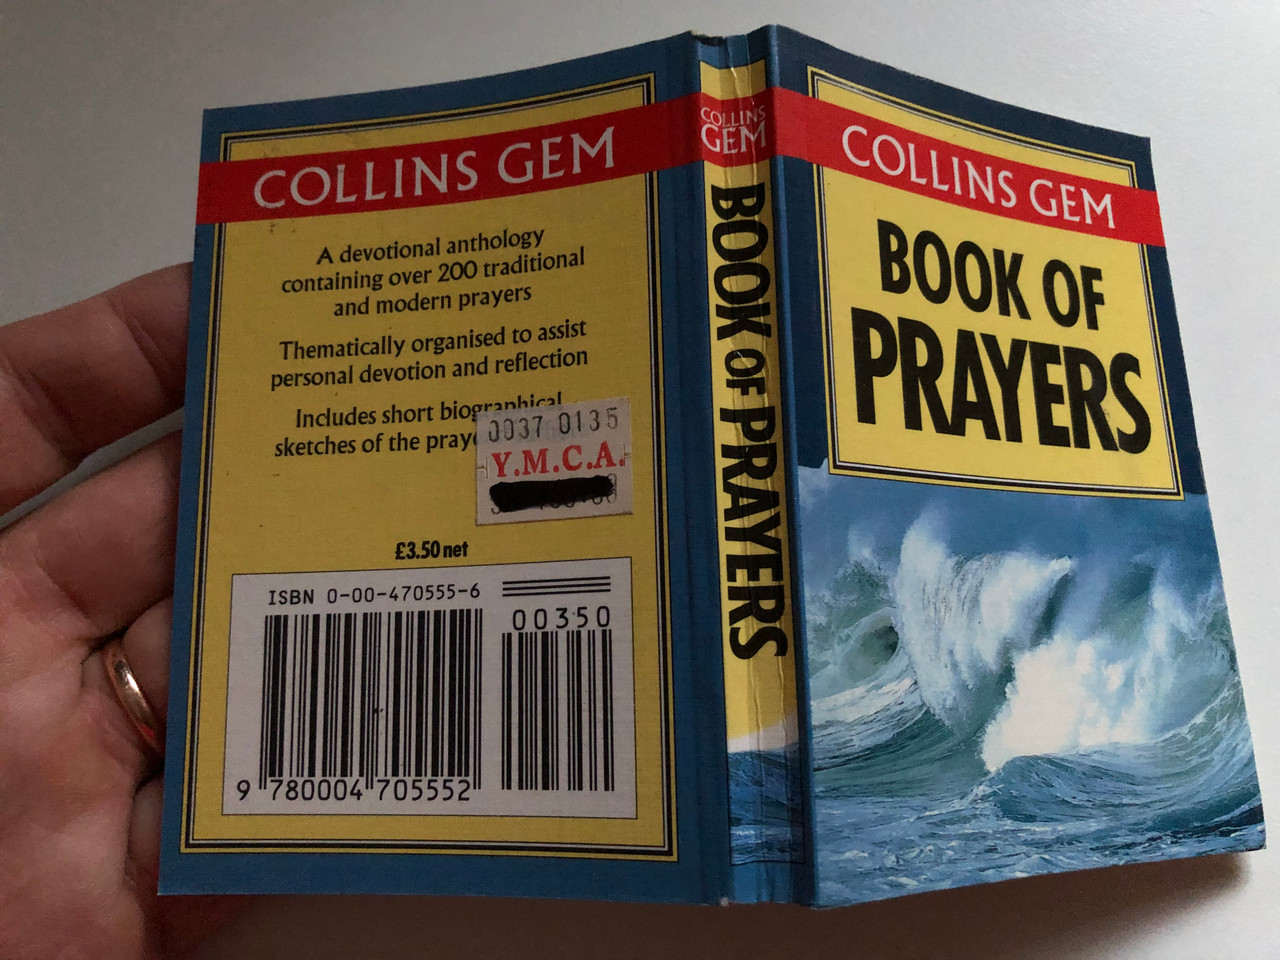 COLLINS GEM
A devotional anthology
containing over 200 traditional
and modern prayers
Thematically organised to assist
personal devotion and reflection
Includes short biographical
sketches of the
0037 0135
Y.M.C.A.
£3.50 net
ISBN 0-00-470555-6
00350
9 780004 705552
COLLINS
GEM
BOOK OF PRAYERS
COLLINS GEM
BOOK OF
PRAYERS